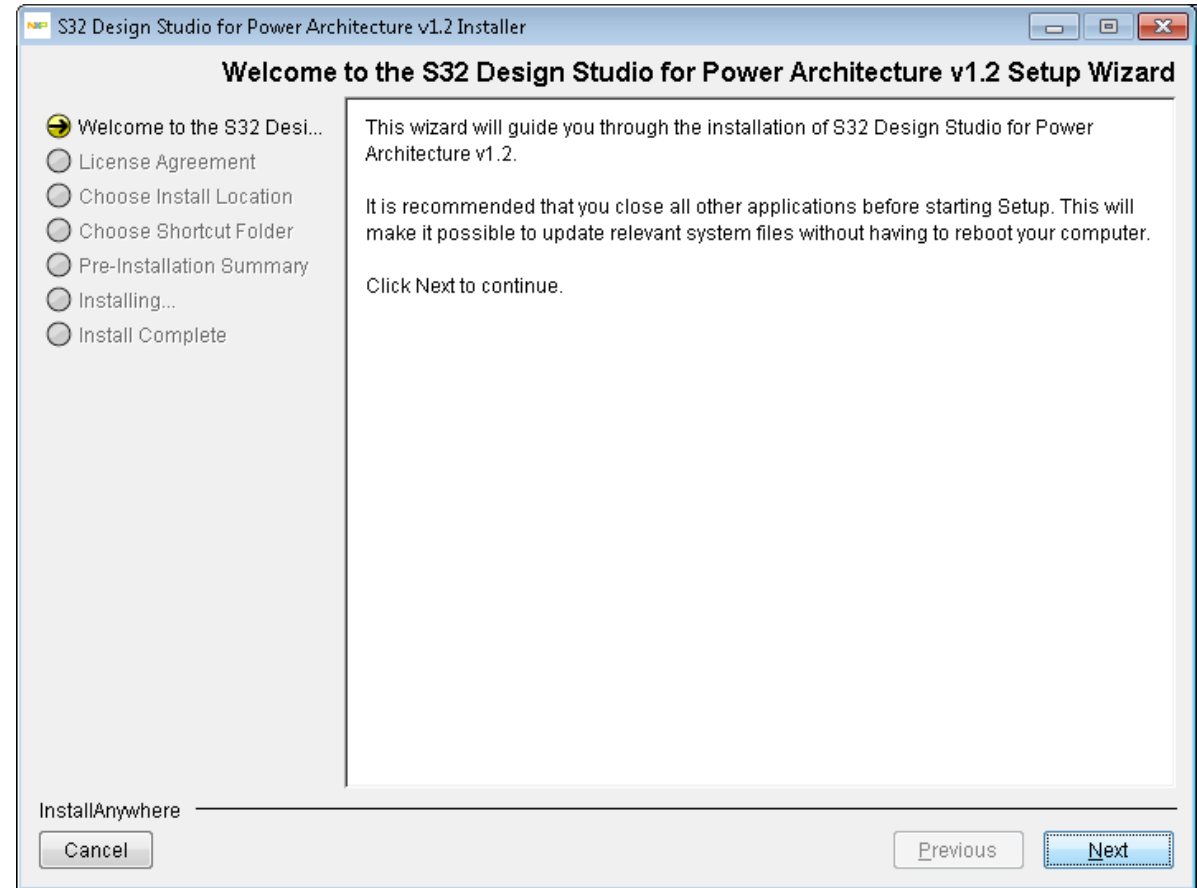 NXP S32 Design Studio for Power Architecture v1.2 Installer
Welcome to the S32 Design Studio for Power Architecture v1.2 Setup Wizard
Welcome to the S32 Desi...
License Agreement
Choose Install Location
Choose Shortcut Folder
Pre-Installation Summary
Installing...
Install Complete
This wizard will guide you through the installation of S32 Design Studio for Power
Architecture v1.2.
It is recommended that you close all other applications before starting Setup. This will
make it possible to update relevant system files without having to reboot your computer.
Click Next to continue.
InstallAnywhere
Cancel
Previous
Next